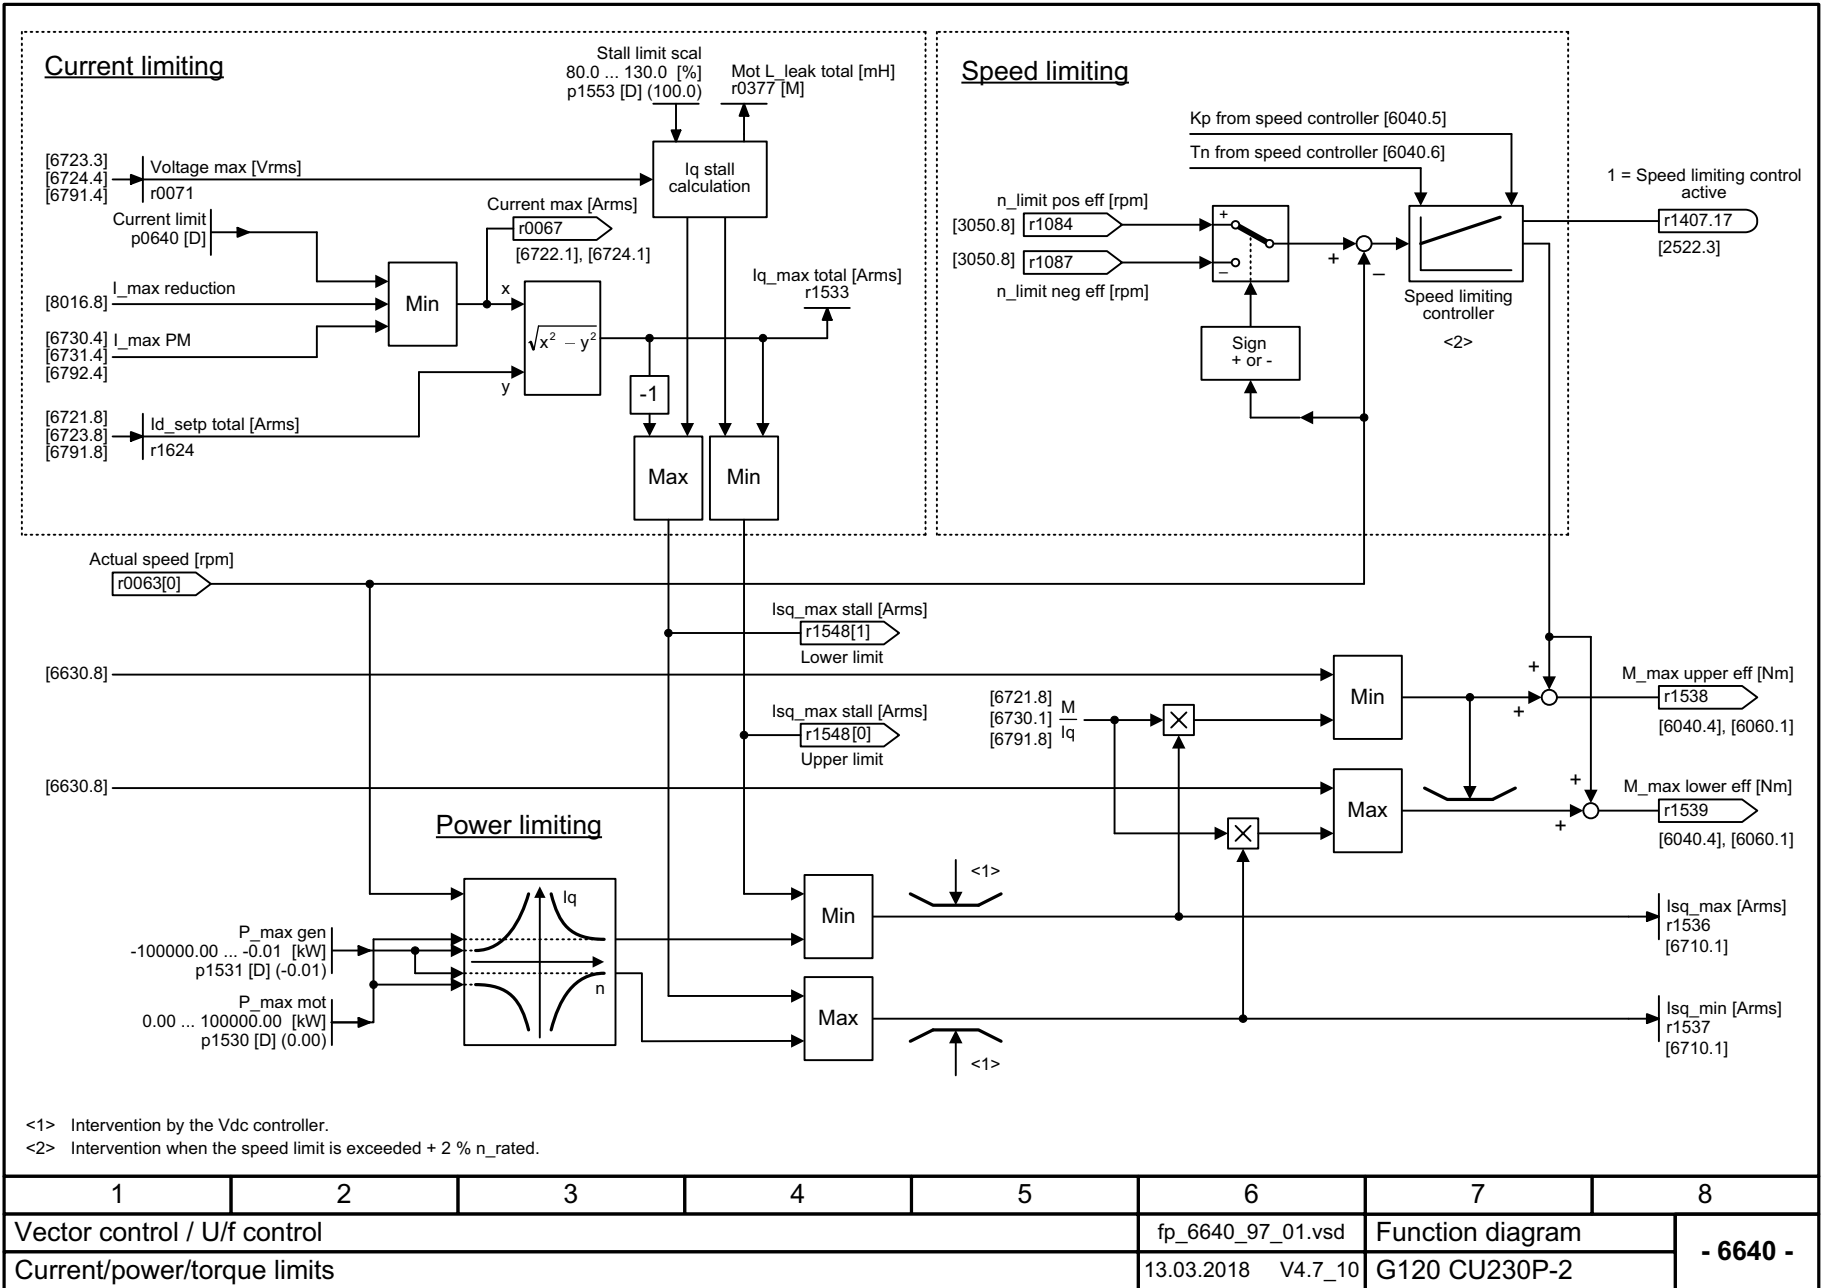 Current limiting
Stall limit scal
80.0 ... 130.0 [%]
p1553 [D] (100.0)
Mot L_leak total [mH]
r0377 [M]
[6723.3]
[6724.4]
[6791.4]
Voltage max [Vrms]
r0071
Iq stall
calculation
Current limit
p0640 [D]
Current max [Arms]
r0067
[6722.1], [6724.1]
Iq_max total [Arms]
r1533
[8016.8]
I_max reduction
Min
x
y
√x² – y²
[6730.4]
[6731.4]
[6792.4]
I_max PM
-1
[6721.8]
[6723.8]
[6791.8]
Id_setp total [Arms]
r1624
Max
Min
Speed limiting
Kp from speed controller [6040.5]
Tn from speed controller [6040.6]
n_limit pos eff [rpm]
[3050.8]
r1084
[3050.8]
r1087
n_limit neg eff [rpm]
+
–
+
–
Sign
+ or -
Speed limiting
controller
<2>
1 = Speed limiting control
active
r1407.17
[2522.3]
Actual speed [rpm]
r0063[0]
Isq_max stall [Arms]
r1548[1]
Lower limit
[6630.8]
Isq_max stall [Arms]
r1548[0]
Upper limit
[6721.8]
[6730.1]
[6791.8]
M
Iq
Min
+
+
M_max upper eff [Nm]
r1538
[6040.4], [6060.1]
[6630.8]
Max
+
+
M_max lower eff [Nm]
r1539
[6040.4], [6060.1]
Power limiting
Iq
n
P_max gen
-100000.00 ... -0.01 [kW]
p1531 [D] (-0.01)
P_max mot
0.00 ... 100000.00 [kW]
p1530 [D] (0.00)
Min
<1>
Isq_max [Arms]
r1536
[6710.1]
Max
<1>
Isq_min [Arms]
r1537
[6710.1]
<1> Intervention by the Vdc controller.
<2> Intervention when the speed limit is exceeded + 2 % n_rated.
1 2 3 4 5 6 7 8
Vector control / U/f control
fp_6640_97_01.vsd
Function diagram
- 6640 -
Current/power/torque limits
13.03.2018 V4.7_10
G120 CU230P-2